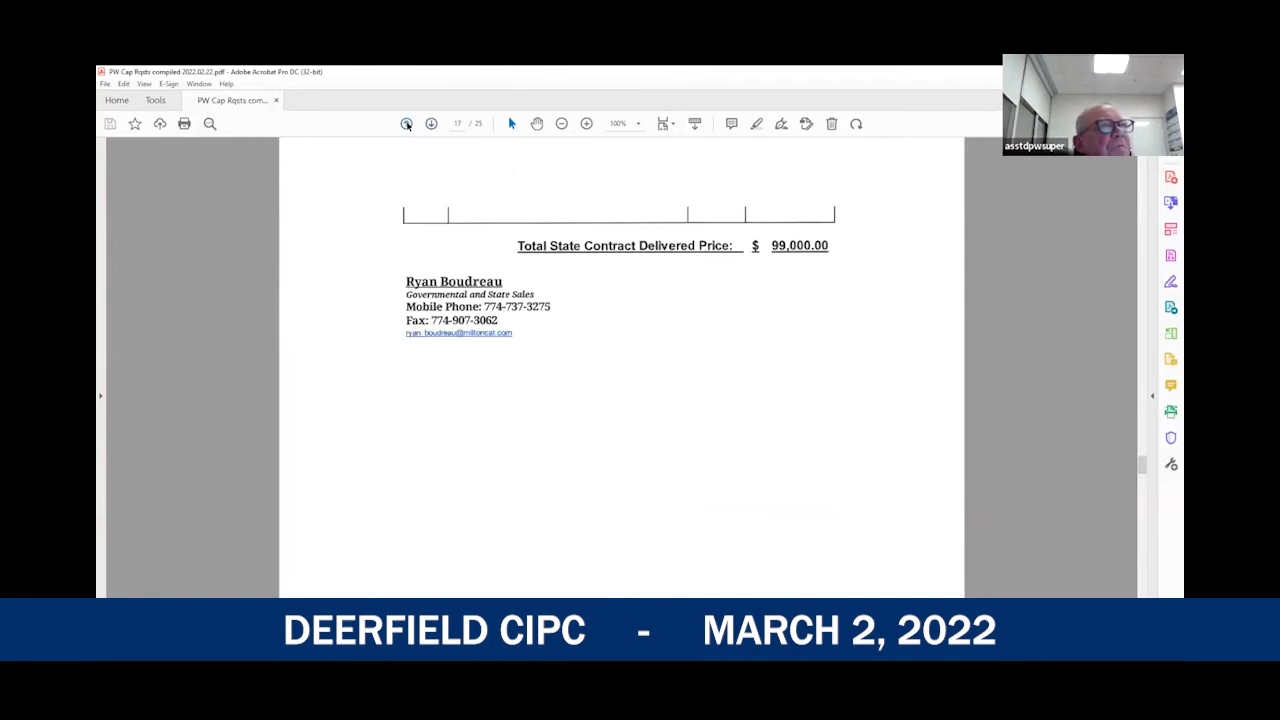 PW Cap Rqsts compiled 2022.02.22.pdf - Adobe Acrobat Pro DC (32-bit)
File Edit View E-Sign Window Help
Home Tools PW Cap Rqsts com... ×
17 / 25 100%
asstdpwsuper
Total State Contract Delivered Price: $ 99,000.00
Ryan Boudreau
Governmental and State Sales
Mobile Phone: 774-737-3275
Fax: 774-907-3062
ryan_boudreau@miltoncat.com
DEERFIELD CIPC - MARCH 2, 2022